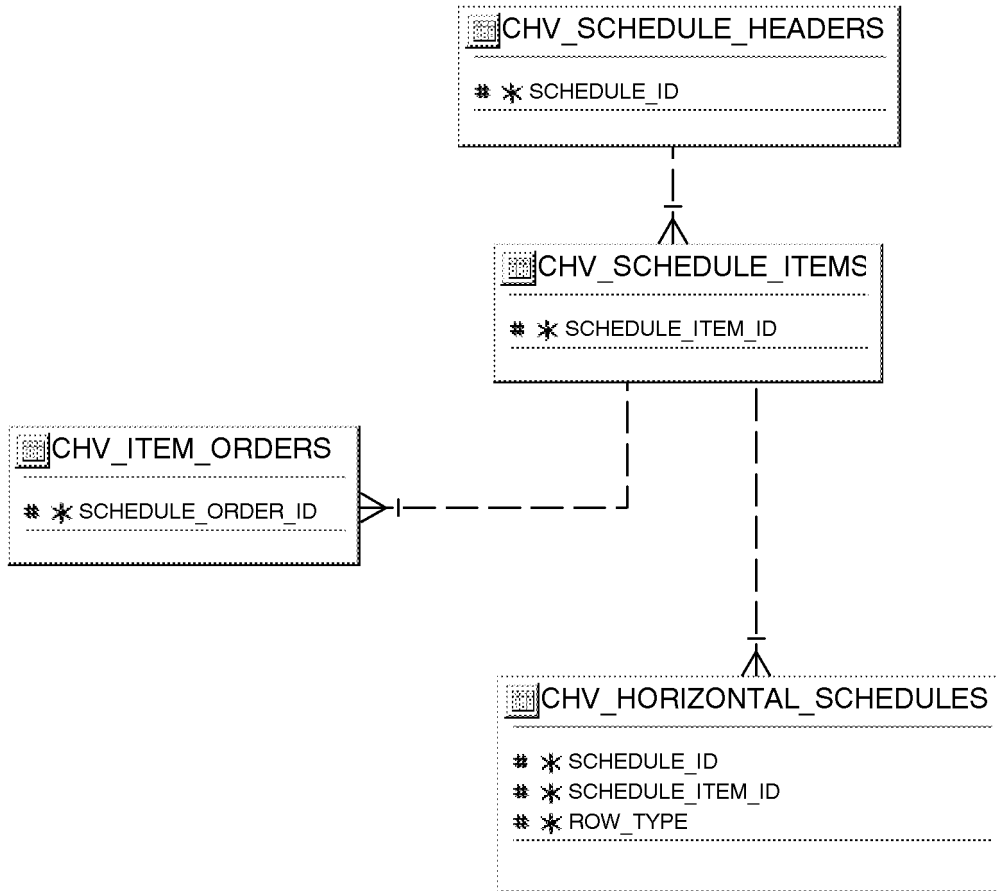 CHV_SCHEDULE_HEADERS
# * SCHEDULE_ID
CHV_SCHEDULE_ITEMS
# * SCHEDULE_ITEM_ID
CHV_ITEM_ORDERS
# * SCHEDULE_ORDER_ID
CHV_HORIZONTAL_SCHEDULES
# * SCHEDULE_ID
# * SCHEDULE_ITEM_ID
# * ROW_TYPE